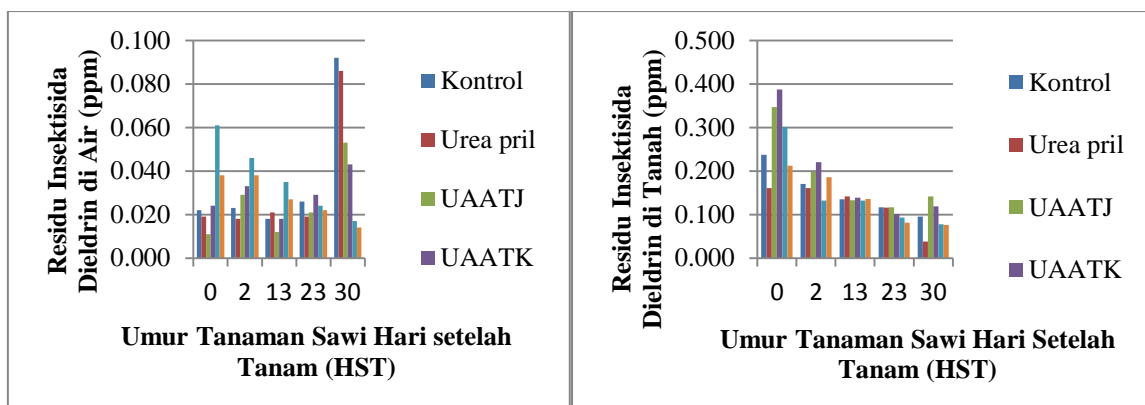 Residu Insektisida
Dieldrin di Air (ppm)
0.100
0.080
0.060
0.040
0.020
0.000
0 2 13 23 30
Umur Tanaman Sawi Hari setelah
Tanam (HST)
Kontrol
Urea pril
UAATJ
UAATK
Residu Insektisida
Dieldrin di Tanah (ppm)
0.500
0.400
0.300
0.200
0.100
0.000
0 2 13 23 30
Umur Tanaman Sawi Hari Setelah
Tanam (HST)
Kontrol
Urea pril
UAATJ
UAATK